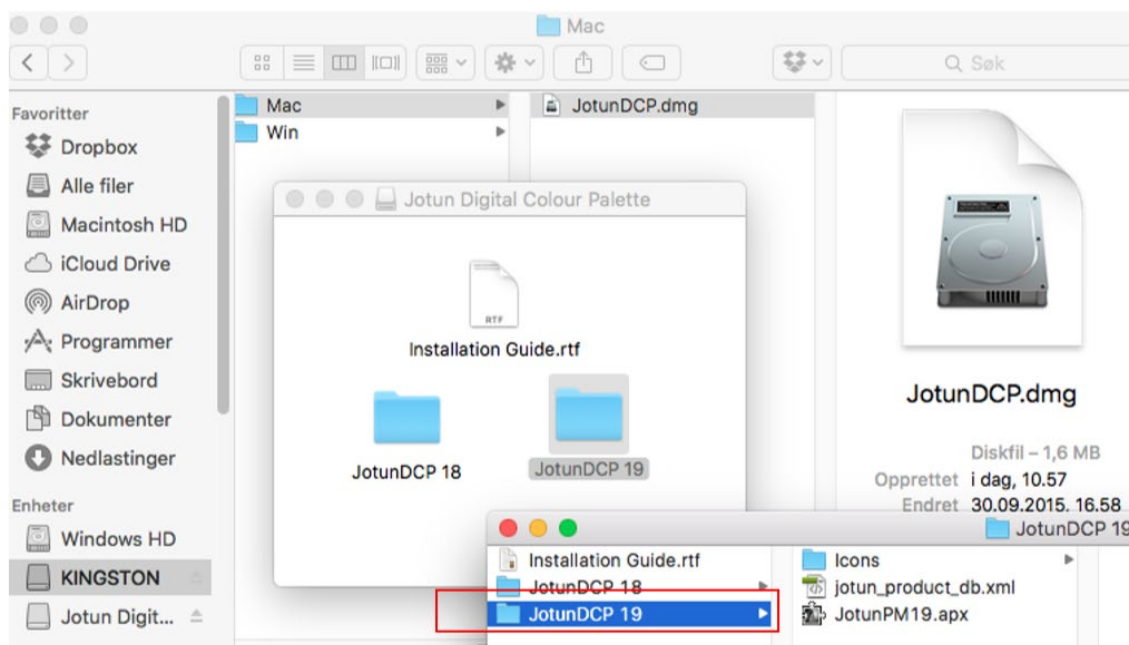 Mac
Søk
Favoritter
Dropbox
Alle filer
Macintosh HD
iCloud Drive
AirDrop
Programmer
Skrivebord
Dokumenter
Nedlastinger
Enheter
Windows HD
KINGSTON
Jotun Digit...
Mac
Win
JotunDCP.dmg
Jotun Digital Colour Palette
RTF
Installation Guide.rtf
JotunDCP 18
JotunDCP 19
JotunDCP.dmg
Diskfil – 1,6 MB
Opprettet i dag, 10.57
Endret 30.09.2015, 16.58
JotunDCP 19
Installation Guide.rtf
JotunDCP 18
JotunDCP 19
Icons
jotun_product_db.xml
JotunPM19.apx